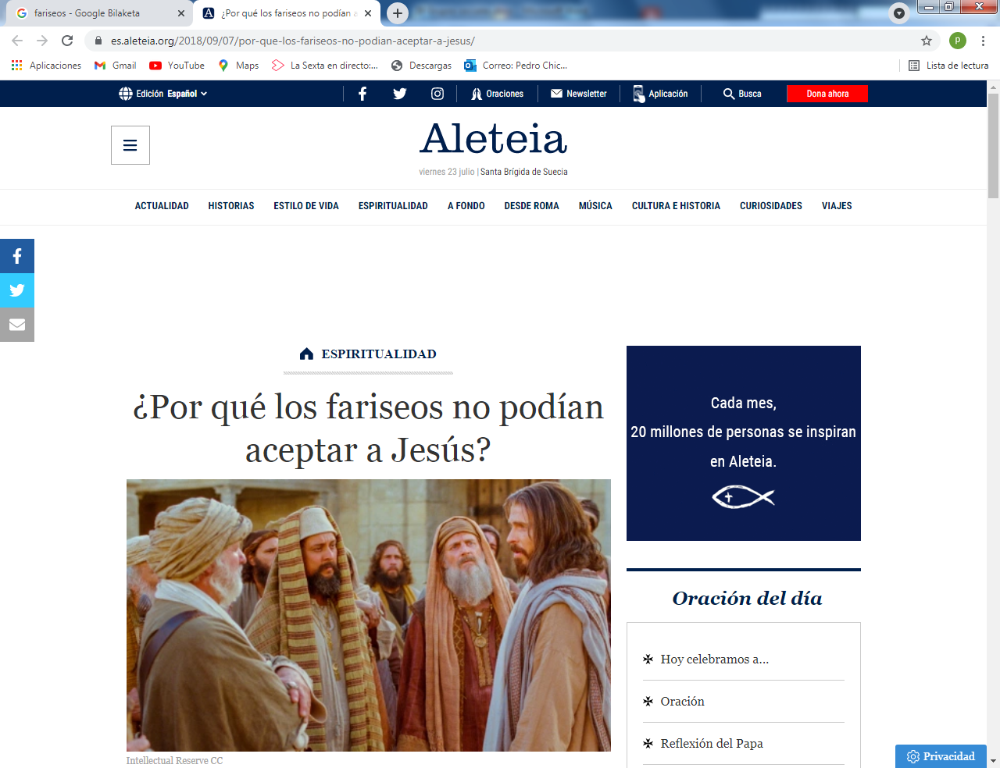 fariseos - Google Bilaketa
¿Por qué los fariseos no podían a
es.aleteia.org/2018/09/07/por-que-los-fariseos-no-podian-aceptar-a-jesus/
p
Aplicaciones
Gmail
YouTube
Maps
La Sexta en directo:...
Descargas
Correo: Pedro Chic...
Lista de lectura
Edición Español
Oraciones
Newsletter
Aplicación
Busca
Dona ahora
Aleteia
viernes 23 julio | Santa Brígida de Suecia
ACTUALIDAD
HISTORIAS
ESTILO DE VIDA
ESPIRITUALIDAD
A FONDO
DESDE ROMA
MÚSICA
CULTURA E HISTORIA
CURIOSIDADES
VIAJES
ESPIRITUALIDAD
¿Por qué los fariseos no podían
aceptar a Jesús?
Intellectual Reserve CC
Cada mes,
20 millones de personas se inspiran
en Aleteia.
Oración del día
Hoy celebramos a...
Oración
Reflexión del Papa
Privacidad